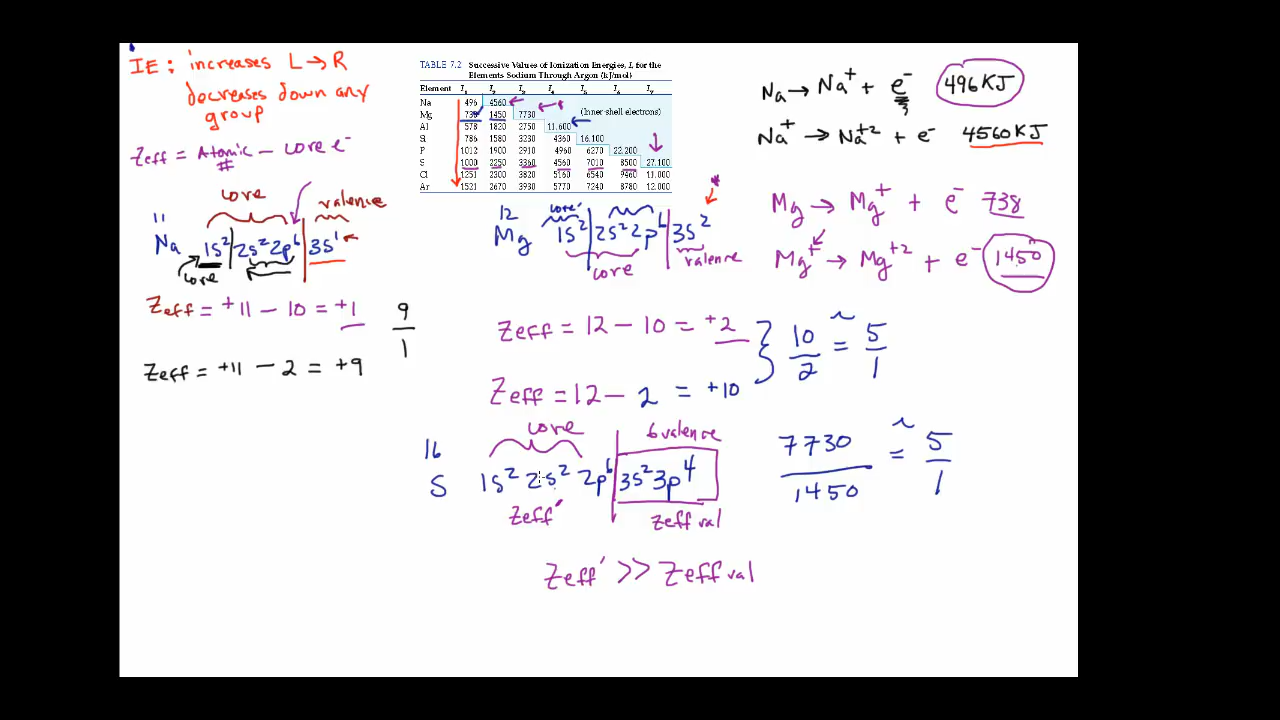 IE: increases L → R
decreases down any
group
Zeff = Atomic # – core e⁻
TABLE 7.2 Successive Values of Ionization Energies, I, for the
Elements Sodium Through Argon (kJ/mol)
Element I₁ I₂ I₃ I₄ I₅ I₆ I₇
Na 496 4560
Mg 738 1450 7730 (Inner-shell electrons)
Al 578 1820 2750 11,600
Si 786 1580 3230 4360 16,100
P 1012 1900 2910 4960 6270 22,200
S 1000 2250 3360 4560 7010 8500 27,100
Cl 1251 2300 3820 5160 6540 9460 11,000
Ar 1521 2670 3930 5770 7240 8780 12,000
Na → Na⁺ + e⁻ 496 KJ
Na⁺ → Na⁺² + e⁻ 4560 KJ
core valence
11 Na 1s² 2s² 2p⁶ 3s¹
core
Zeff = +11 – 10 = +1
Zeff = +11 – 2 = +9
9/1
core'
12 Mg 1s² 2s² 2p⁶ 3s² *
core valence
Mg → Mg⁺ + e⁻ 738
Mg⁺ → Mg⁺² + e⁻ 1450
Zeff = 12 – 10 = +2
Zeff = 12 – 2 = +10
10/2 ≃ 5/1
core 6 valence
16 S 1s² 2s² 2p⁶ 3s² 3p⁴
Zeff' Zeff val
7730/1450 ≃ 5/1
Zeff' >> Zeff val